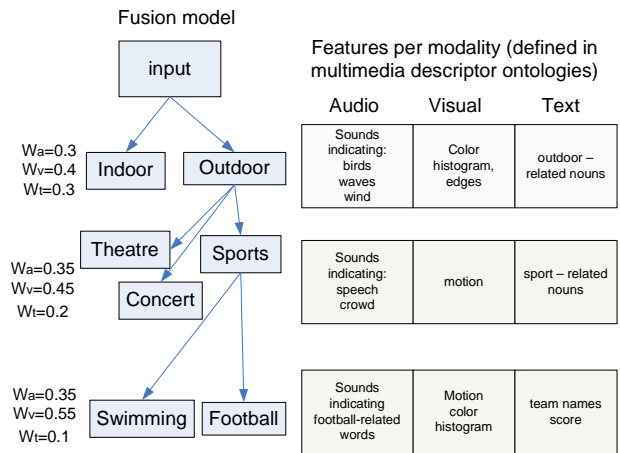 Fusion model
Features per modality (defined in
multimedia descriptor ontologies)
input
Audio
Visual
Text
Wa=0.3
Wv=0.4
Wt=0.3
Indoor
Outdoor
Sounds
indicating:
birds
waves
wind
Color
histogram,
edges
outdoor –
related nouns
Theatre
Sports
Concert
Wa=0.35
Wv=0.45
Wt=0.2
Sounds
indicating:
speech
crowd
motion
sport – related
nouns
Wa=0.35
Wv=0.55
Wt=0.1
Swimming
Football
Sounds
indicating
football-related
words
Motion
color
histogram
team names
score